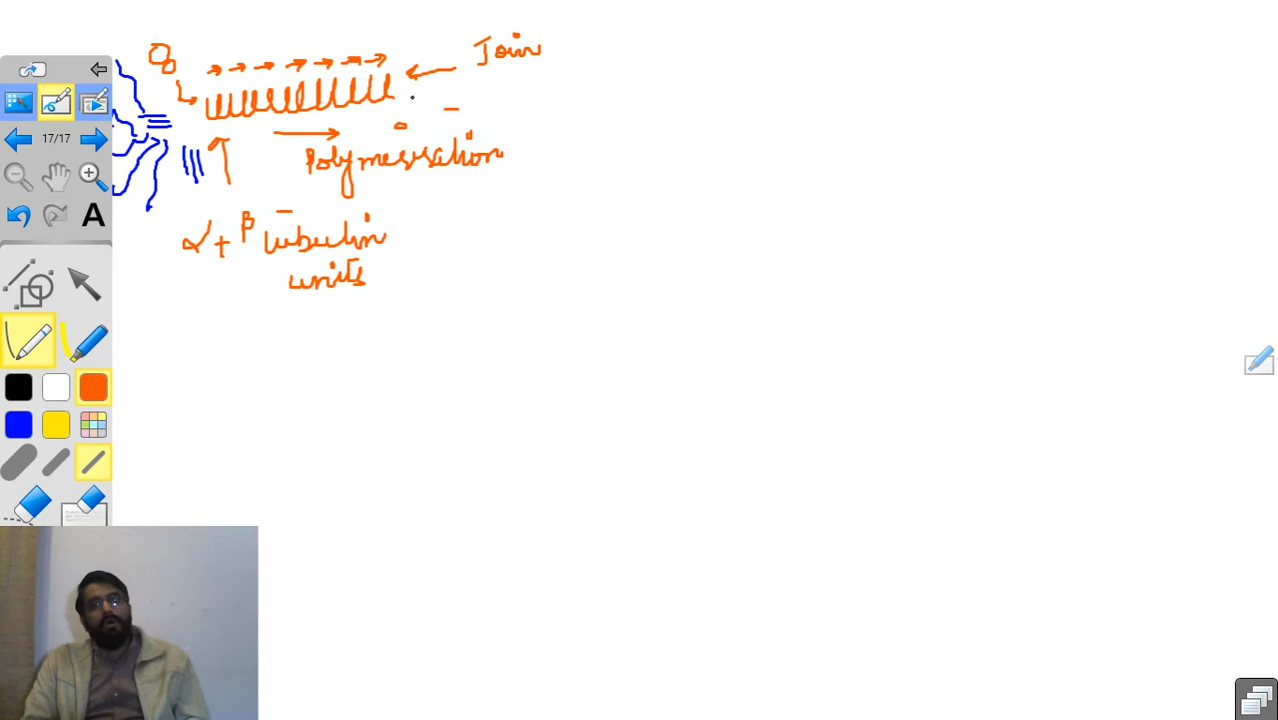 Join
17/17
Polymerisation
A
α + β tubulin
units